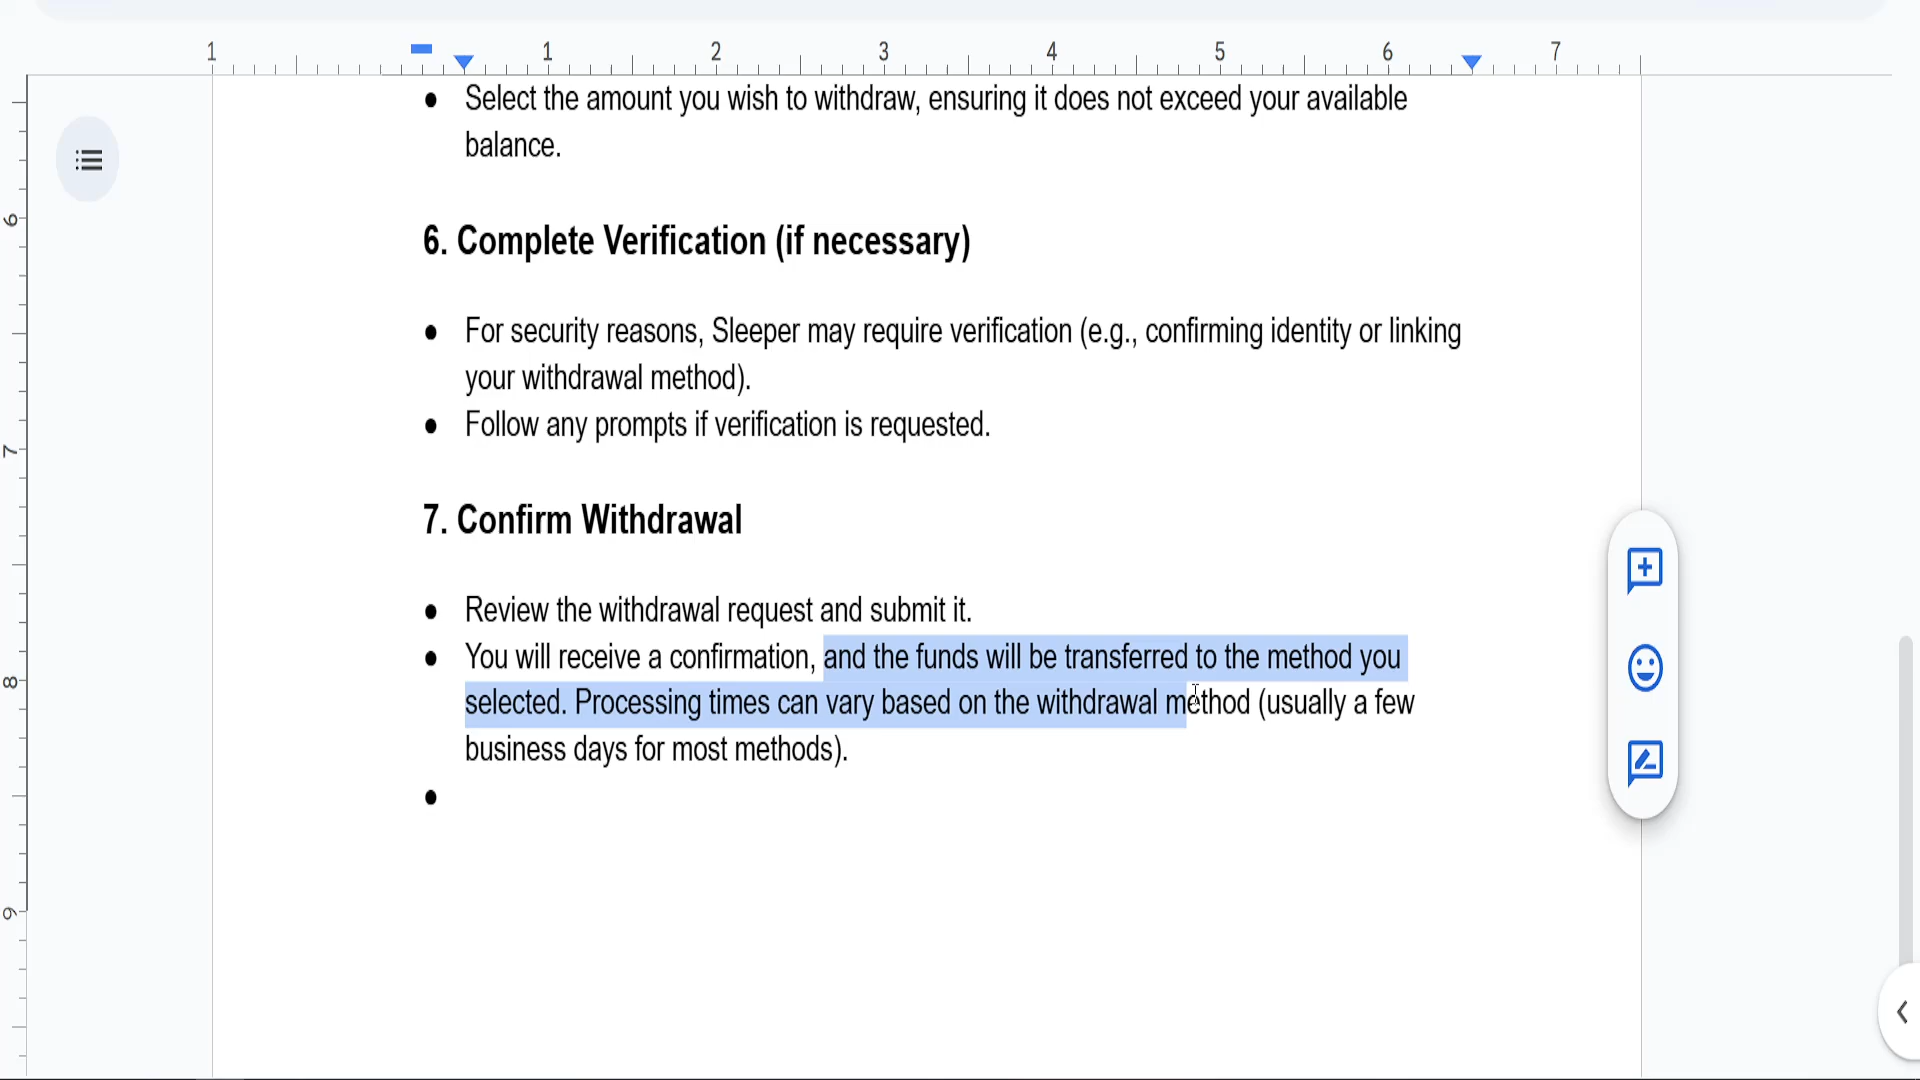 1 1 2 3 4 5 6 7
● Select the amount you wish to withdraw, ensuring it does not exceed your available
balance.
6
6. Complete Verification (if necessary)
● For security reasons, Sleeper may require verification (e.g., confirming identity or linking
your withdrawal method).
● Follow any prompts if verification is requested.
7
7. Confirm Withdrawal
● Review the withdrawal request and submit it.
● You will receive a confirmation, and the funds will be transferred to the method you
8
selected. Processing times can vary based on the withdrawal method (usually a few
business days for most methods).
●
9